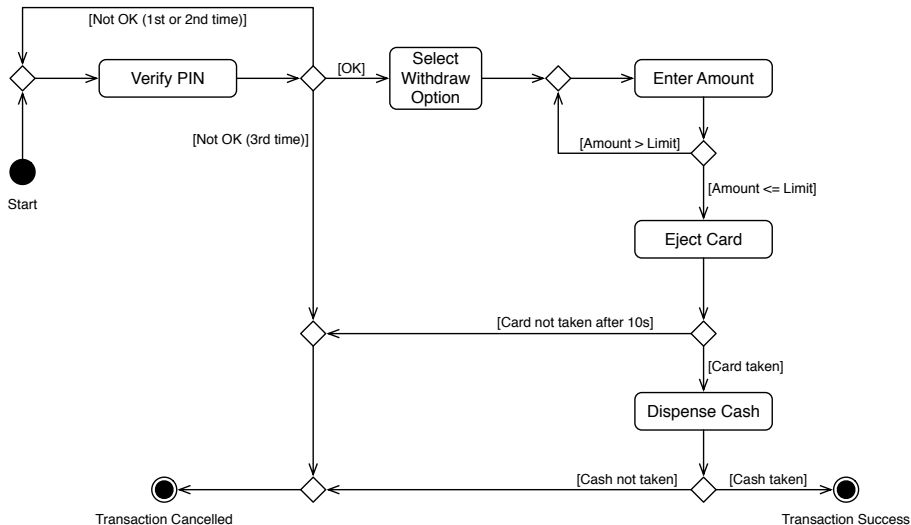 [Not OK (1st or 2nd time)]
Verify PIN
[OK]
Select
Withdraw
Option
Enter Amount
[Not OK (3rd time)]
[Amount > Limit]
Start
[Amount <= Limit]
Eject Card
[Card not taken after 10s]
[Card taken]
Dispense Cash
[Cash not taken]
[Cash taken]
Transaction Cancelled
Transaction Success